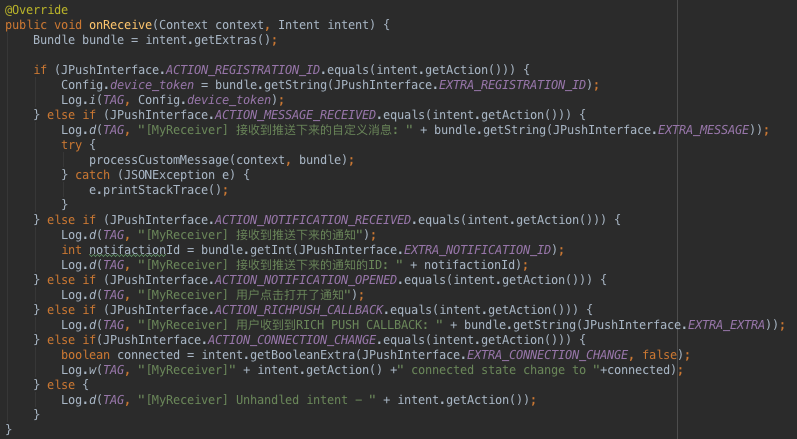 @Override
public void onReceive(Context context, Intent intent) {
    Bundle bundle = intent.getExtras();

    if (JPushInterface.ACTION_REGISTRATION_ID.equals(intent.getAction())) {
        Config.device_token = bundle.getString(JPushInterface.EXTRA_REGISTRATION_ID);
        Log.i(TAG, Config.device_token);
    } else if (JPushInterface.ACTION_MESSAGE_RECEIVED.equals(intent.getAction())) {
        Log.d(TAG, "[MyReceiver] 接收到推送下来的自定义消息: " + bundle.getString(JPushInterface.EXTRA_MESSAGE));
        try {
            processCustomMessage(context, bundle);
        } catch (JSONException e) {
            e.printStackTrace();
        }
    } else if (JPushInterface.ACTION_NOTIFICATION_RECEIVED.equals(intent.getAction())) {
        Log.d(TAG, "[MyReceiver] 接收到推送下来的通知");
        int notifactionId = bundle.getInt(JPushInterface.EXTRA_NOTIFICATION_ID);
        Log.d(TAG, "[MyReceiver] 接收到推送下来的通知的ID: " + notifactionId);
    } else if (JPushInterface.ACTION_NOTIFICATION_OPENED.equals(intent.getAction())) {
        Log.d(TAG, "[MyReceiver] 用户点击打开了通知");
    } else if (JPushInterface.ACTION_RICHPUSH_CALLBACK.equals(intent.getAction())) {
        Log.d(TAG, "[MyReceiver] 用户收到到RICH PUSH CALLBACK: " + bundle.getString(JPushInterface.EXTRA_EXTRA));
    } else if(JPushInterface.ACTION_CONNECTION_CHANGE.equals(intent.getAction())) {
        boolean connected = intent.getBooleanExtra(JPushInterface.EXTRA_CONNECTION_CHANGE, false);
        Log.w(TAG, "[MyReceiver]" + intent.getAction() +" connected state change to "+connected);
    } else {
        Log.d(TAG, "[MyReceiver] Unhandled intent - " + intent.getAction());
    }
}